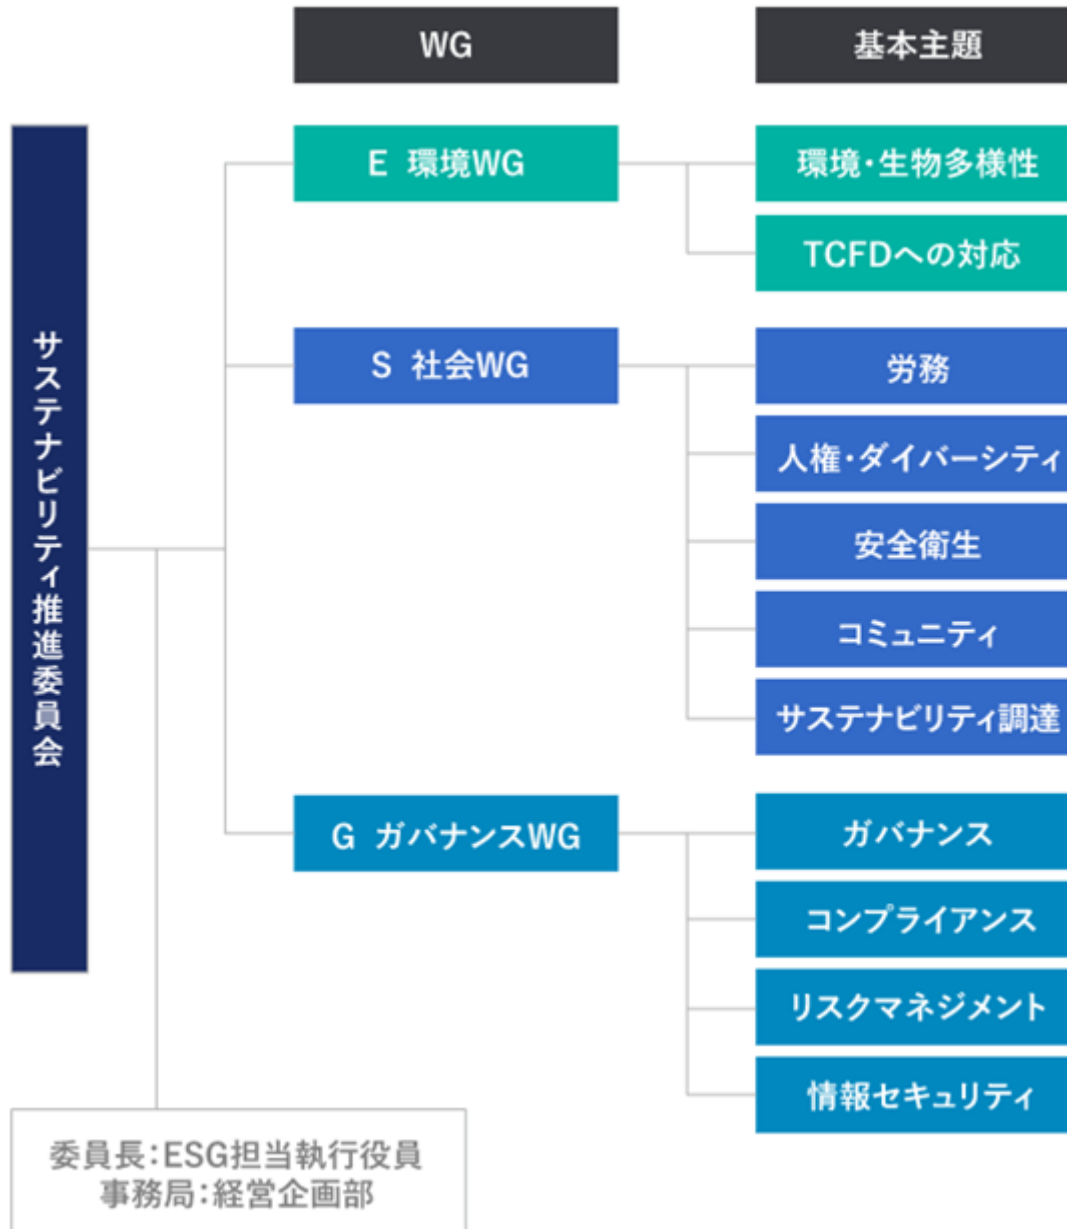 WG
基本主題
サステナビリティ推進委員会
E 環境WG
環境・生物多様性
TCFDへの対応
S 社会WG
労務
人権・ダイバーシティ
安全衛生
コミュニティ
サステナビリティ調達
G ガバナンスWG
ガバナンス
コンプライアンス
リスクマネジメント
情報セキュリティ
委員長：ESG担当執行役員
事務局：経営企画部